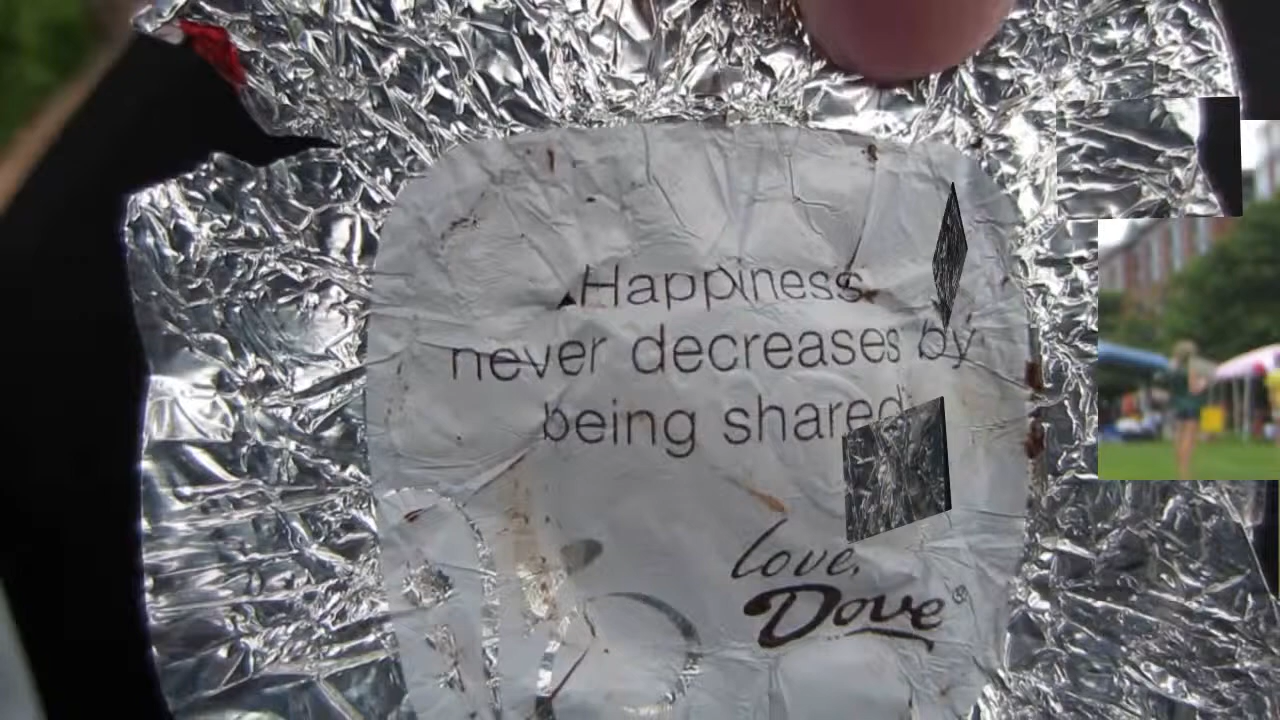 Happiness
never decreases by
being shared.
Love,
Dove®